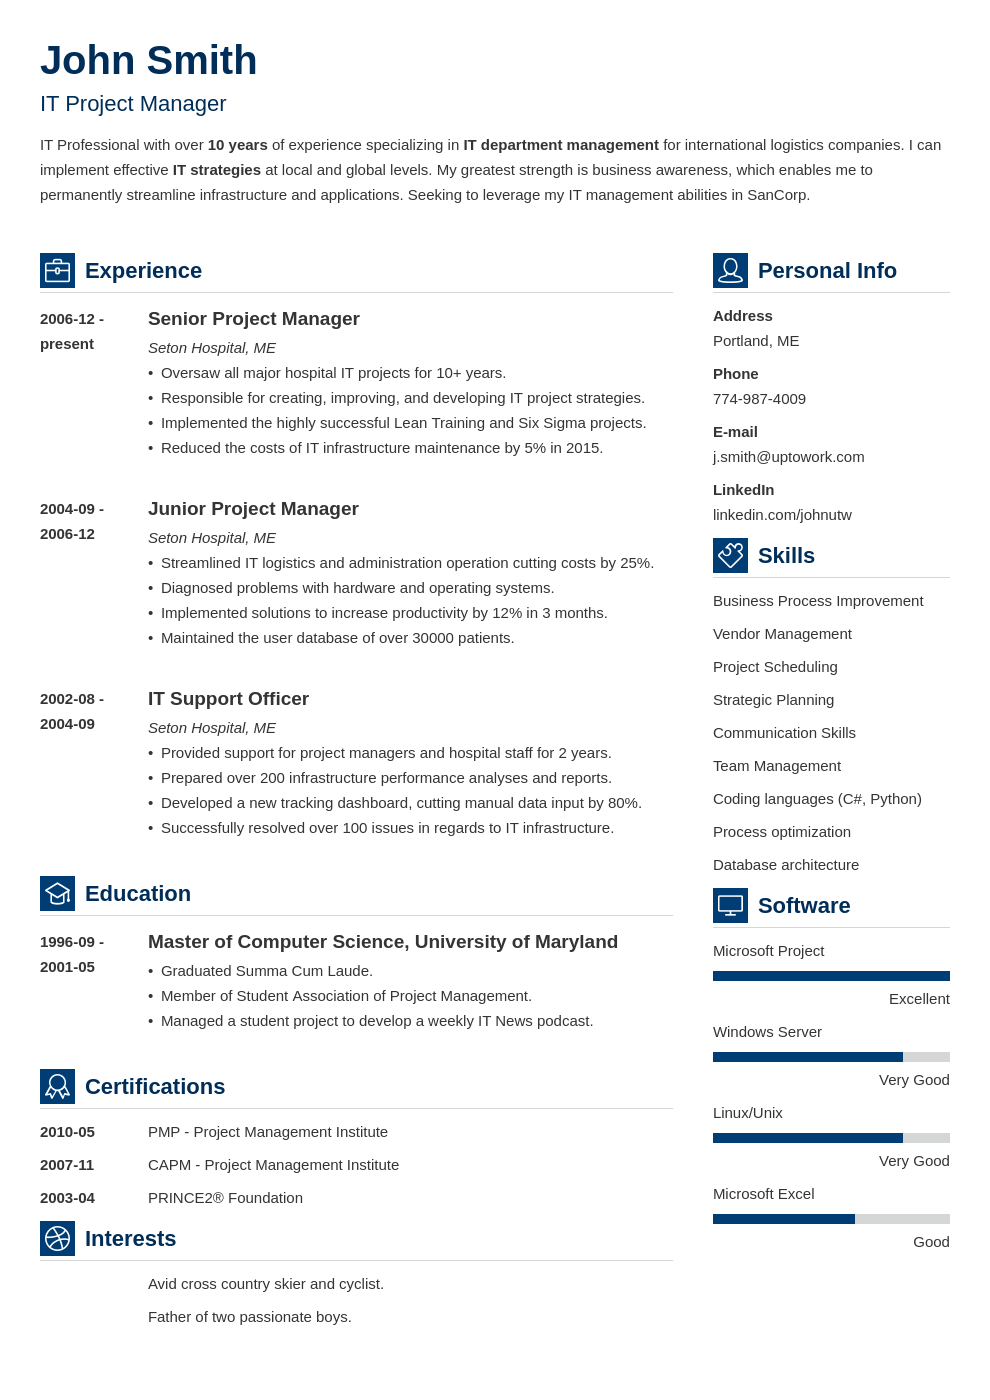 John Smith
IT Project Manager
IT Professional with over 10 years of experience specializing in IT department management for international logistics companies. I can
implement effective IT strategies at local and global levels. My greatest strength is business awareness, which enables me to
permanently streamline infrastructure and applications. Seeking to leverage my IT management abilities in SanCorp.
Experience
2006-12 -
present
Senior Project Manager
Seton Hospital, ME
• Oversaw all major hospital IT projects for 10+ years.
• Responsible for creating, improving, and developing IT project strategies.
• Implemented the highly successful Lean Training and Six Sigma projects.
• Reduced the costs of IT infrastructure maintenance by 5% in 2015.
2004-09 -
2006-12
Junior Project Manager
Seton Hospital, ME
• Streamlined IT logistics and administration operation cutting costs by 25%.
• Diagnosed problems with hardware and operating systems.
• Implemented solutions to increase productivity by 12% in 3 months.
• Maintained the user database of over 30000 patients.
2002-08 -
2004-09
IT Support Officer
Seton Hospital, ME
• Provided support for project managers and hospital staff for 2 years.
• Prepared over 200 infrastructure performance analyses and reports.
• Developed a new tracking dashboard, cutting manual data input by 80%.
• Successfully resolved over 100 issues in regards to IT infrastructure.
Education
1996-09 -
2001-05
Master of Computer Science, University of Maryland
• Graduated Summa Cum Laude.
• Member of Student Association of Project Management.
• Managed a student project to develop a weekly IT News podcast.
Certifications
2010-05 PMP - Project Management Institute
2007-11 CAPM - Project Management Institute
2003-04 PRINCE2® Foundation
Interests
Avid cross country skier and cyclist.
Father of two passionate boys.
Personal Info
Address
Portland, ME
Phone
774-987-4009
E-mail
j.smith@uptowork.com
LinkedIn
linkedin.com/johnutw
Skills
Business Process Improvement
Vendor Management
Project Scheduling
Strategic Planning
Communication Skills
Team Management
Coding languages (C#, Python)
Process optimization
Database architecture
Software
Microsoft Project
Excellent
Windows Server
Very Good
Linux/Unix
Very Good
Microsoft Excel
Good